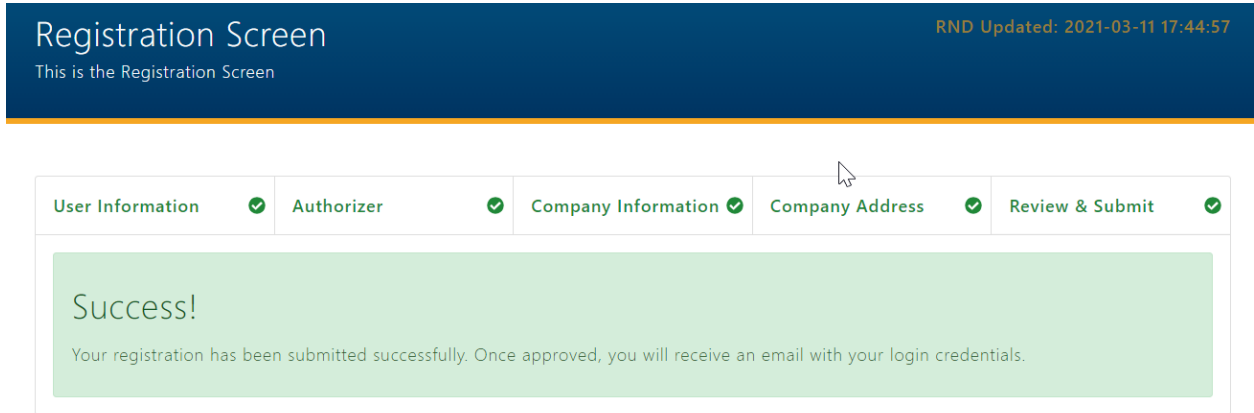 Registration Screen
RND Updated: 2021-03-11 17:44:57
This is the Registration Screen
User Information
Authorizer
Company Information
Company Address
Review & Submit
Success!
Your registration has been submitted successfully. Once approved, you will receive an email with your login credentials.